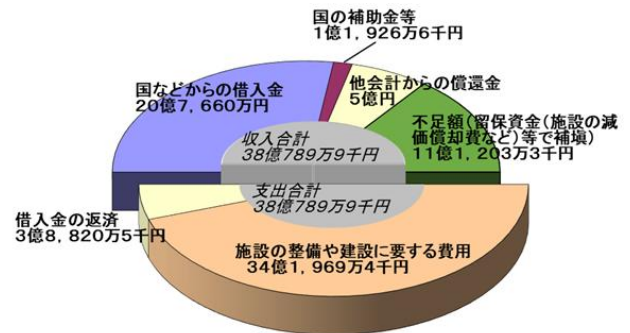 国の補助金等
1億1, 926万6千円
国などからの借入金
20億7, 660万円
他会計からの償還金
5億円
不足額(留保資金(施設の減
価償却費など)等で補塡)
11億1, 203万3千円
収入合計
38億789万9千円
支出合計
38億789万9千円
借入金の返済
3億8, 820万5千円
施設の整備や建設に要する費用
34億1, 969万4千円